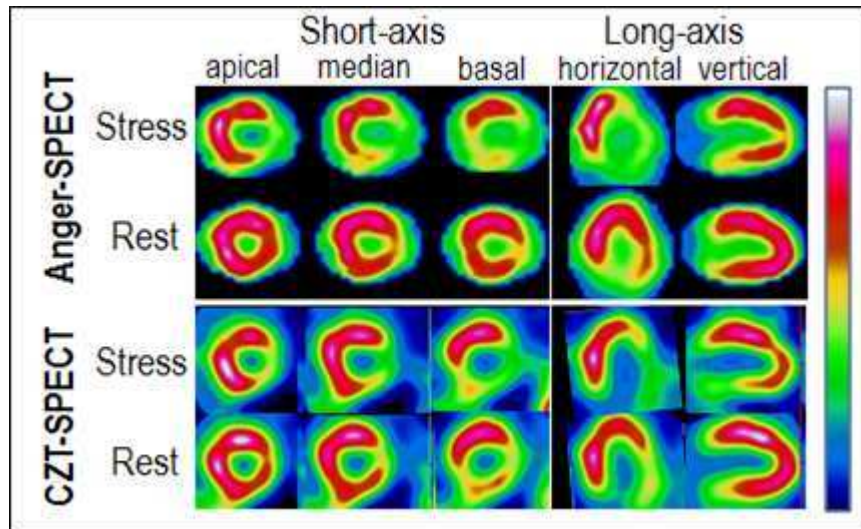 Short-axis Long-axis
apical median basal horizontal vertical
Anger-SPECT
Stress
Rest
CZT-SPECT
Stress
Rest